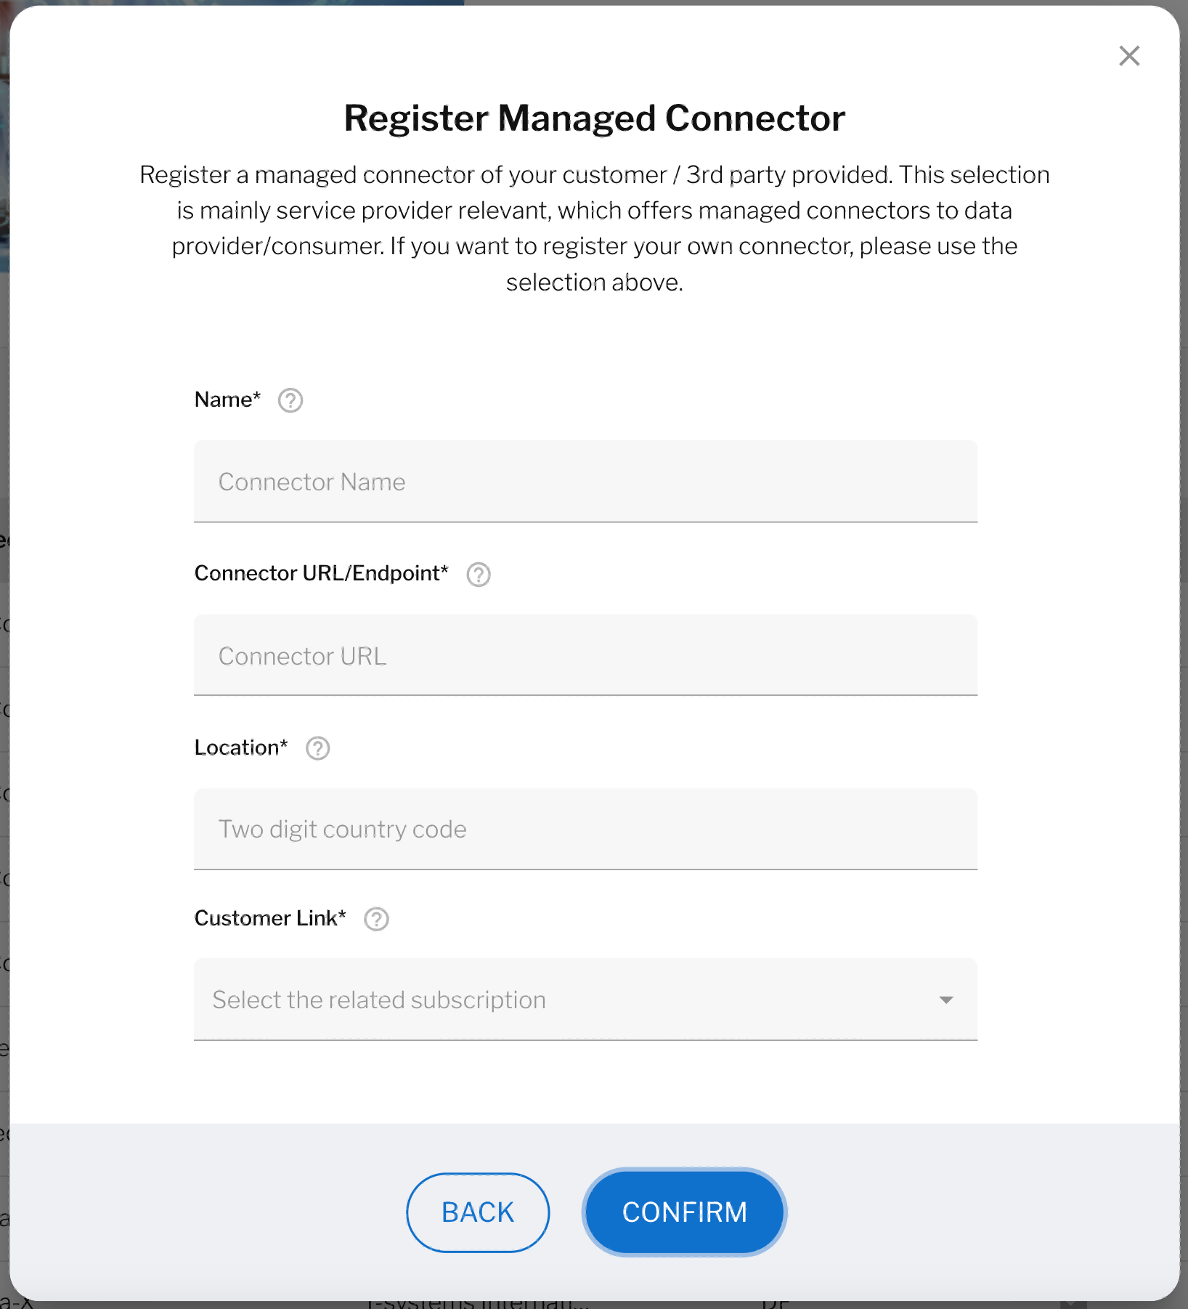 Register Managed Connector
Register a managed connector of your customer / 3rd party provided. This selection
is mainly service provider relevant, which offers managed connectors to data
provider/consumer. If you want to register your own connector, please use the
selection above.
Name*
Connector Name
Connector URL/Endpoint*
Connector URL
Location*
Two digit country code
Customer Link*
Select the related subscription
BACK
CONFIRM